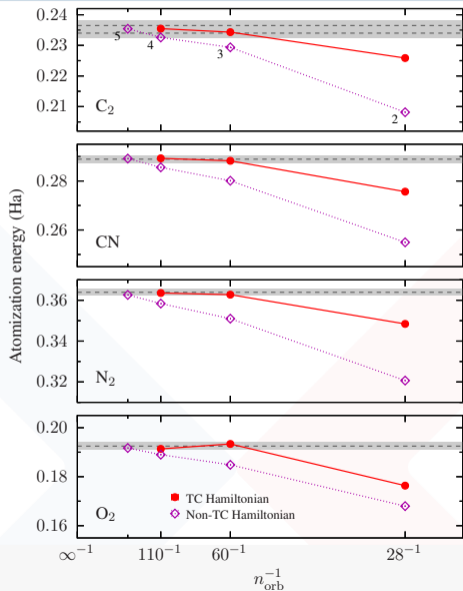 0.24
0.23
0.22
0.21
5
4
3
2
C₂
0.28
0.26
CN
Atomization energy (Ha)
0.36
0.34
0.32
N₂
0.20
0.18
0.16
O₂
TC Hamiltonian
Non-TC Hamiltonian
∞⁻¹ 110⁻¹ 60⁻¹ 28⁻¹
n⁻¹orb